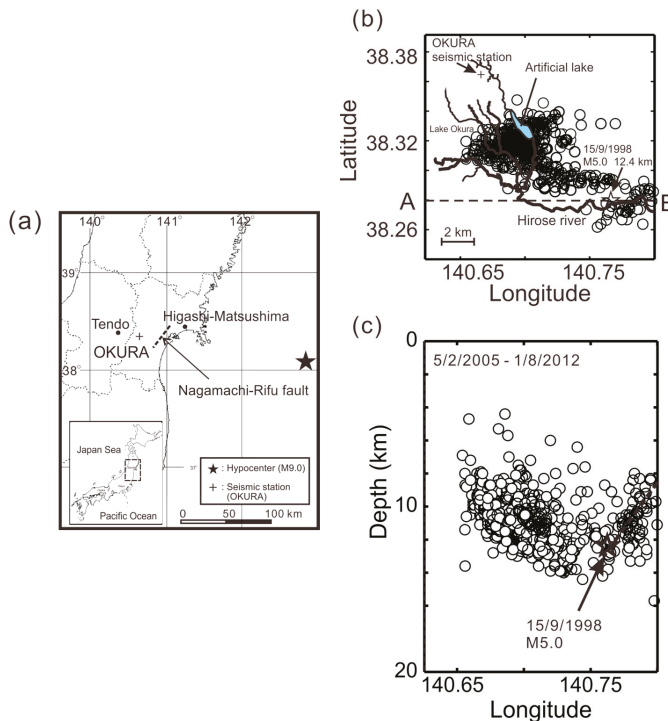 (a)
140°
141°
142°
39°
38°
37°
Tendo
Higashi-Matsushima
OKURA
Nagamachi-Rifu fault
Japan Sea
Pacific Ocean
★ : Hypocenter (M9.0)
+ : Seismic station
(OKURA)
0 50 100 km
(b)
OKURA
seismic station
Artificial lake
Lake Okura
15/9/1998
M5.0 12.4 km
A
B
Hirose river
2 km
38.38
38.32
38.26
Latitude
140.65 140.75
Longitude
(c)
5/2/2005 - 1/8/2012
0
10
20
Depth (km)
15/9/1998
M5.0
140.65 140.75
Longitude